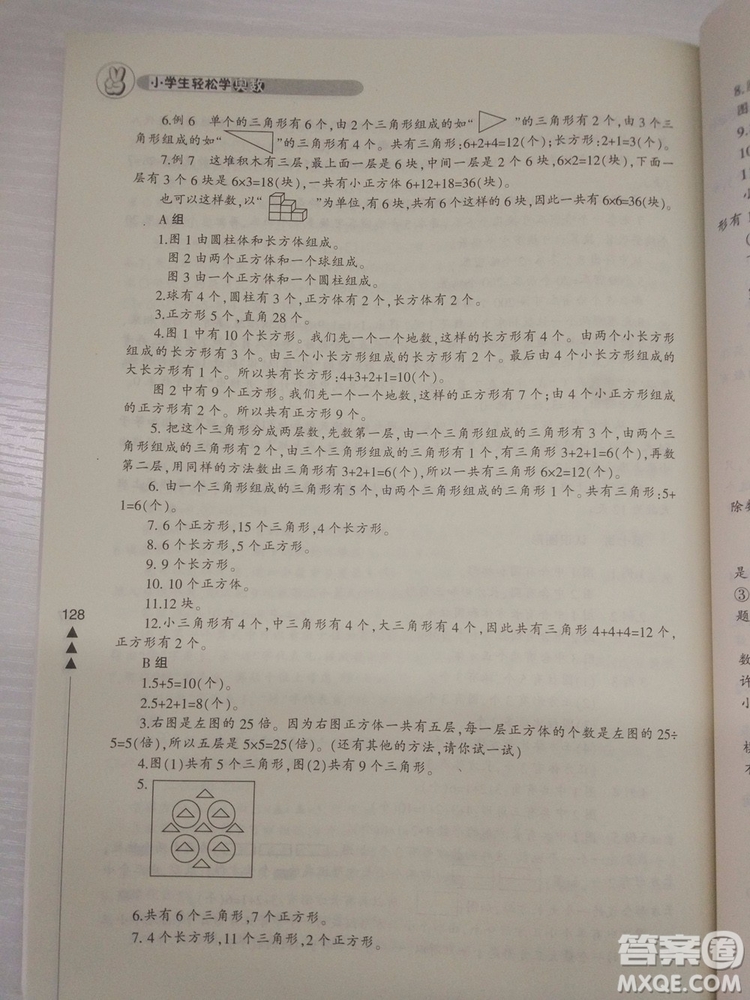 小学生轻松学奥数
6.例6 单个的三角形有6个,由2个三角形组成的如“ ”的三角形有2个,由3个三
角形组成的如“ ”的三角形有4个。共有三角形:6+2+4=12(个);长方形:2+1=3(个)。
7.例7 这堆积木有三层,最上面一层是6块,中间一层是2个6块,6×2=12(块),下面一
层有3个6块是6×3=18(块),一共有小正方体6+12+18=36(块)。
也可以这样数,以“ ”为单位,有6块,共有6个这样的6块,因此一共有6×6=36(块)。
A组
1.图1由圆柱体和长方体组成。
图2由两个正方体和一个球组成。
图3由一个正方体和一个圆柱组成。
2.球有4个,圆柱有3个,正方体有2个,长方体有2个。
3.正方形5个,直角28个。
4.图1中有10个长方形。我们先一个一个地数,这样的长方形有4个。由两个小长方形
组成的长方形有3个。由三个小长方形组成的长方形有2个。最后由4个小长方形组成的
大长方形有1个。所以共有长方形:4+3+2+1=10(个)。
图2中有9个正方形。我们先一个一个地数,这样的正方形有7个;由4个小正方形组成
的正方形有2个。所以共有正方形9个。
5.把这个三角形分成两层数,先数第一层,由一个三角形组成的三角形有3个,由两个三
角形组成的三角形有2个,由三个三角形组成的三角形有1个,有三角形3+2+1=6(个),再数
第二层,用同样的方法数出三角形有3+2+1=6(个),所以一共有三角形6×2=12(个)。
6.由一个三角形组成的三角形有5个,由两个三角形组成的三角形有1个。共有三角形:5+
1=6(个)。
7.6个正方形,15个三角形,4个长方形。
8.6个长方形,5个正方形。
9.9个长方形。
10.10个正方体。
11.12块。
12.小三角形有4个,中三角形有4个,大三角形有4个,一共有三角形4+4+4=12个,
正方形有2个。
B组
1.5+5=10(个)。
2.5+2+1=8(个)。
3.右图是左图的25倍。因为右图正方体一共有五层,每一层正方体的个数是左图的25÷
5=5(倍),所以五层是5×5=25(倍)。(还有其他的方法,请你试一试)
4.图(1)共有5个三角形,图(2)共有9个三角形。
5.
6.共有6个三角形,7个正方形。
7.4个长方形,11个三角形,2个正方形。
128
8.
图
9.
10.
1
形有
除
是
③
题
数
许
小
答案圈
MXQE.COM